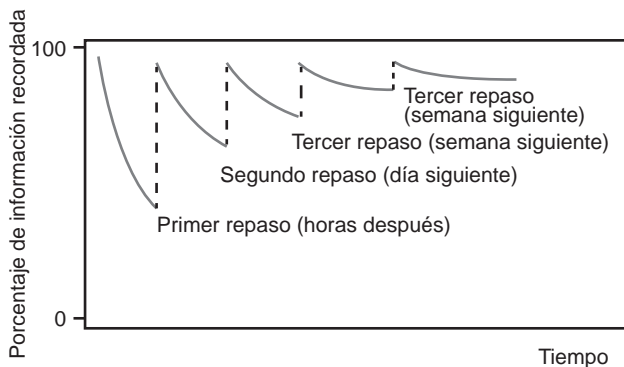 Porcentaje de información recordada
100
0
Tercer repaso
(semana siguiente)
Tercer repaso (semana siguiente)
Segundo repaso (día siguiente)
Primer repaso (horas después)
Tiempo